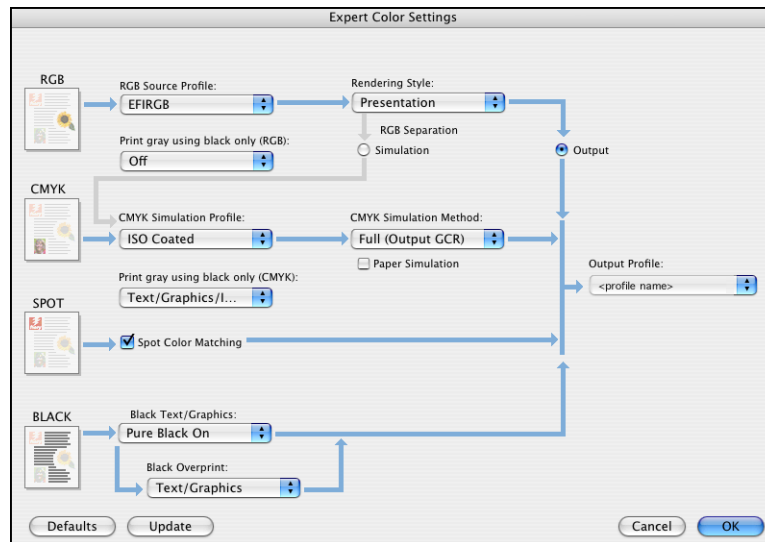 Expert Color Settings
RGB
RGB Source Profile:
EFIRGB
Rendering Style:
Presentation
Print gray using black only (RGB):
Off
RGB Separation
Simulation
Output
CMYK
CMYK Simulation Profile:
ISO Coated
CMYK Simulation Method:
Full (Output GCR)
Paper Simulation
Output Profile:
<profile name>
Print gray using black only (CMYK):
Text/Graphics/I...
SPOT
Spot Color Matching
BLACK
Black Text/Graphics:
Pure Black On
Black Overprint:
Text/Graphics
Defaults
Update
Cancel
OK